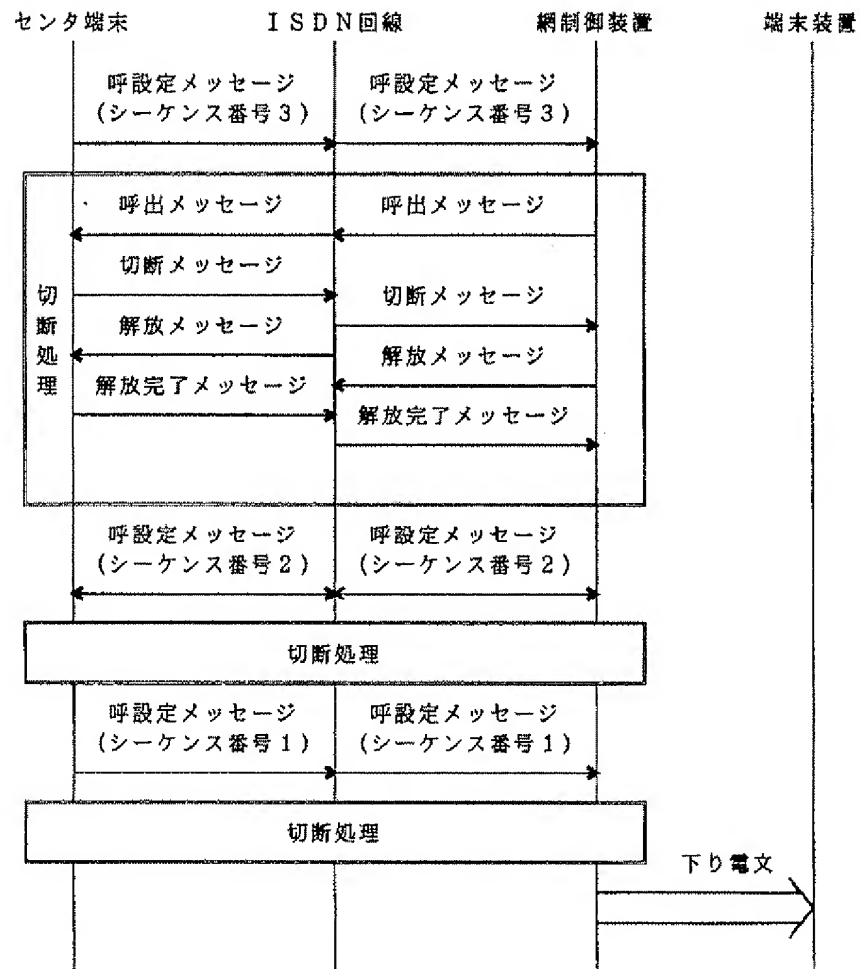 センタ端末 ISDN回線 網制御装置 端末装置
呼設定メッセージ 呼設定メッセージ
(シーケンス番号3) (シーケンス番号3)
呼出メッセージ 呼出メッセージ
切断メッセージ
切断メッセージ
解放メッセージ
解放メッセージ
解放完了メッセージ
解放完了メッセージ
切断処理
呼設定メッセージ 呼設定メッセージ
(シーケンス番号2) (シーケンス番号2)
切断処理
呼設定メッセージ 呼設定メッセージ
(シーケンス番号1) (シーケンス番号1)
切断処理
下り電文